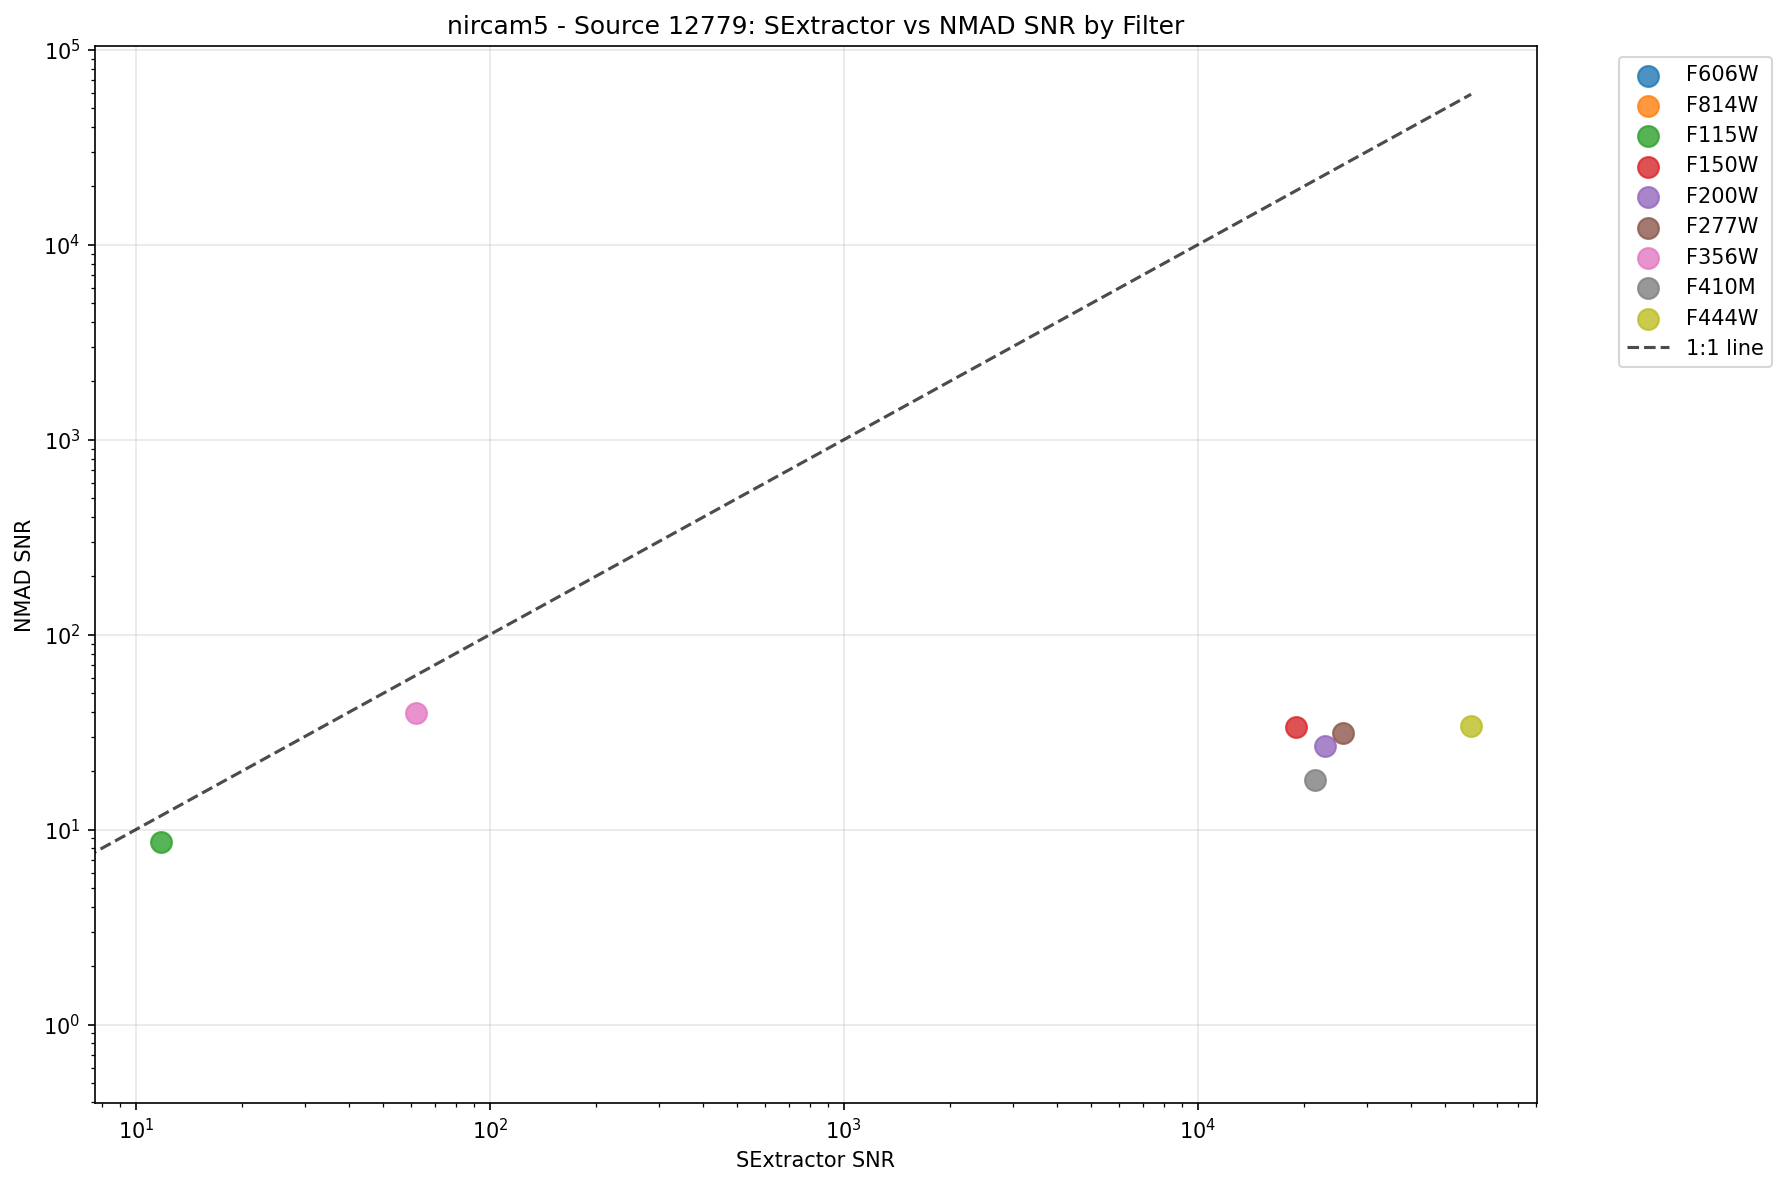 nircam5 - Source 12779: SExtractor vs NMAD SNR by Filter
10^5
10^4
10^3
10^2
10^1
10^0
NMAD SNR
10^1
10^2
10^3
10^4
SExtractor SNR
F606W
F814W
F115W
F150W
F200W
F277W
F356W
F410M
F444W
1:1 line